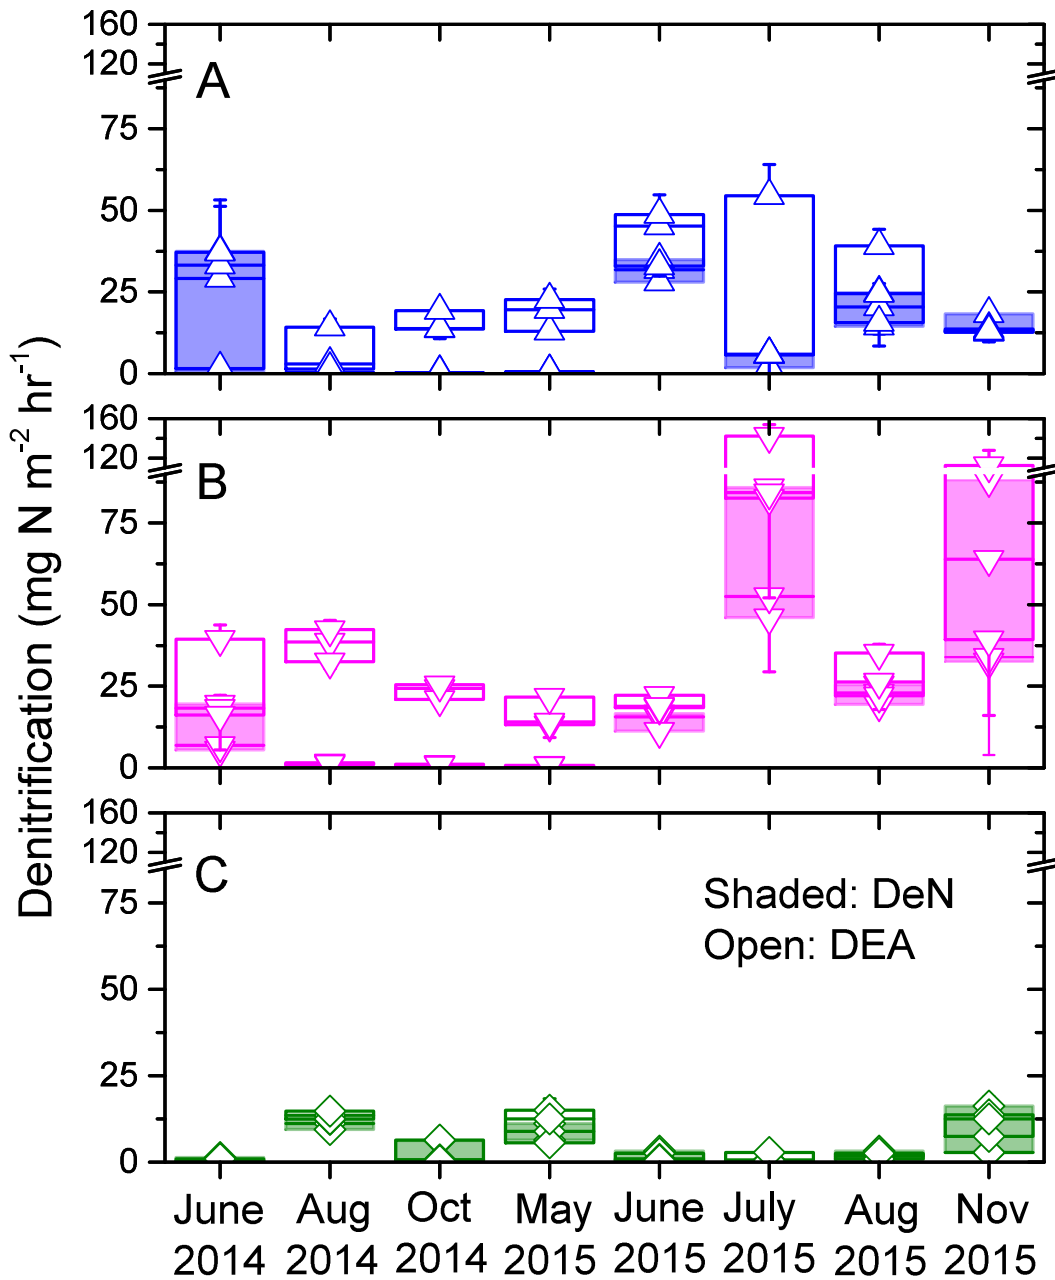 Denitrification (mg N m⁻² hr⁻¹)
160
120
75
50
25
0
A
160
120
75
50
25
0
B
160
120
75
50
25
0
C
Shaded: DeN
Open: DEA
June Aug Oct May June July Aug Nov
2014 2014 2014 2015 2015 2015 2015 2015